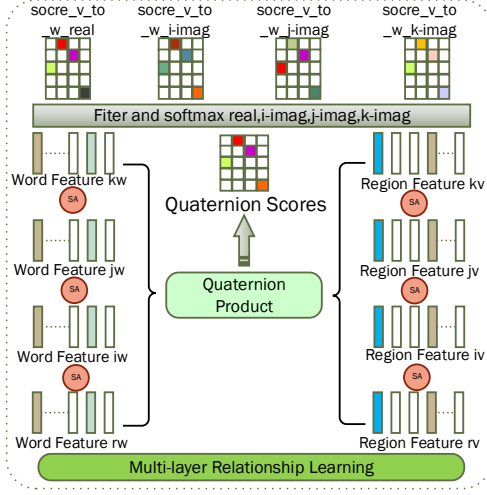 socre_v_to
_w_real
socre_v_to
_w_i-imag
socre_v_to
_w_j-imag
socre_v_to
_w_k-imag
Fiter and softmax real,i-imag,j-imag,k-imag
Word Feature kw
SA
Word Feature jw
SA
Word Feature iw
SA
Word Feature rw
Quaternion Scores
Quaternion
Product
Region Feature kv
SA
Region Feature jv
SA
Region Feature iv
SA
Region Feature rv
Multi-layer Relationship Learning